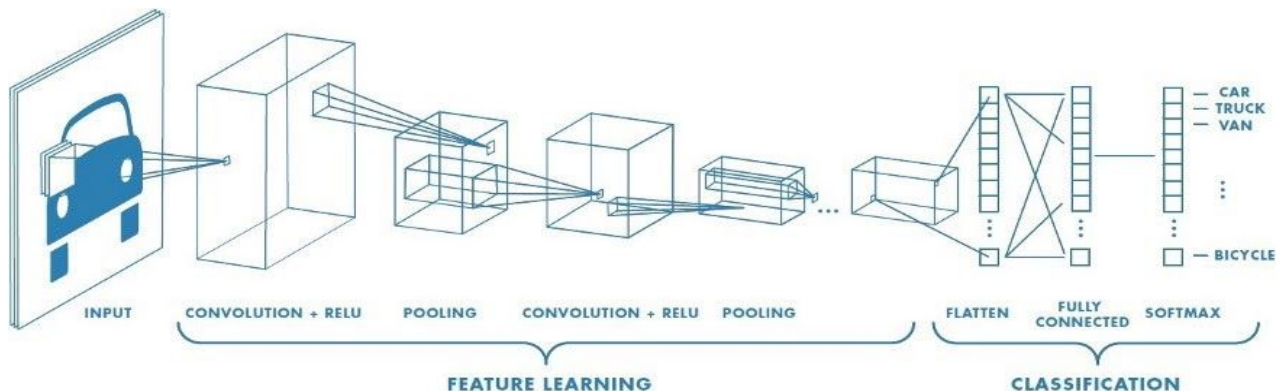 CAR
TRUCK
VAN
...
BICYCLE
INPUT
CONVOLUTION + RELU
POOLING
CONVOLUTION + RELU
POOLING
FLATTEN
FULLY
CONNECTED
SOFTMAX
FEATURE LEARNING
CLASSIFICATION